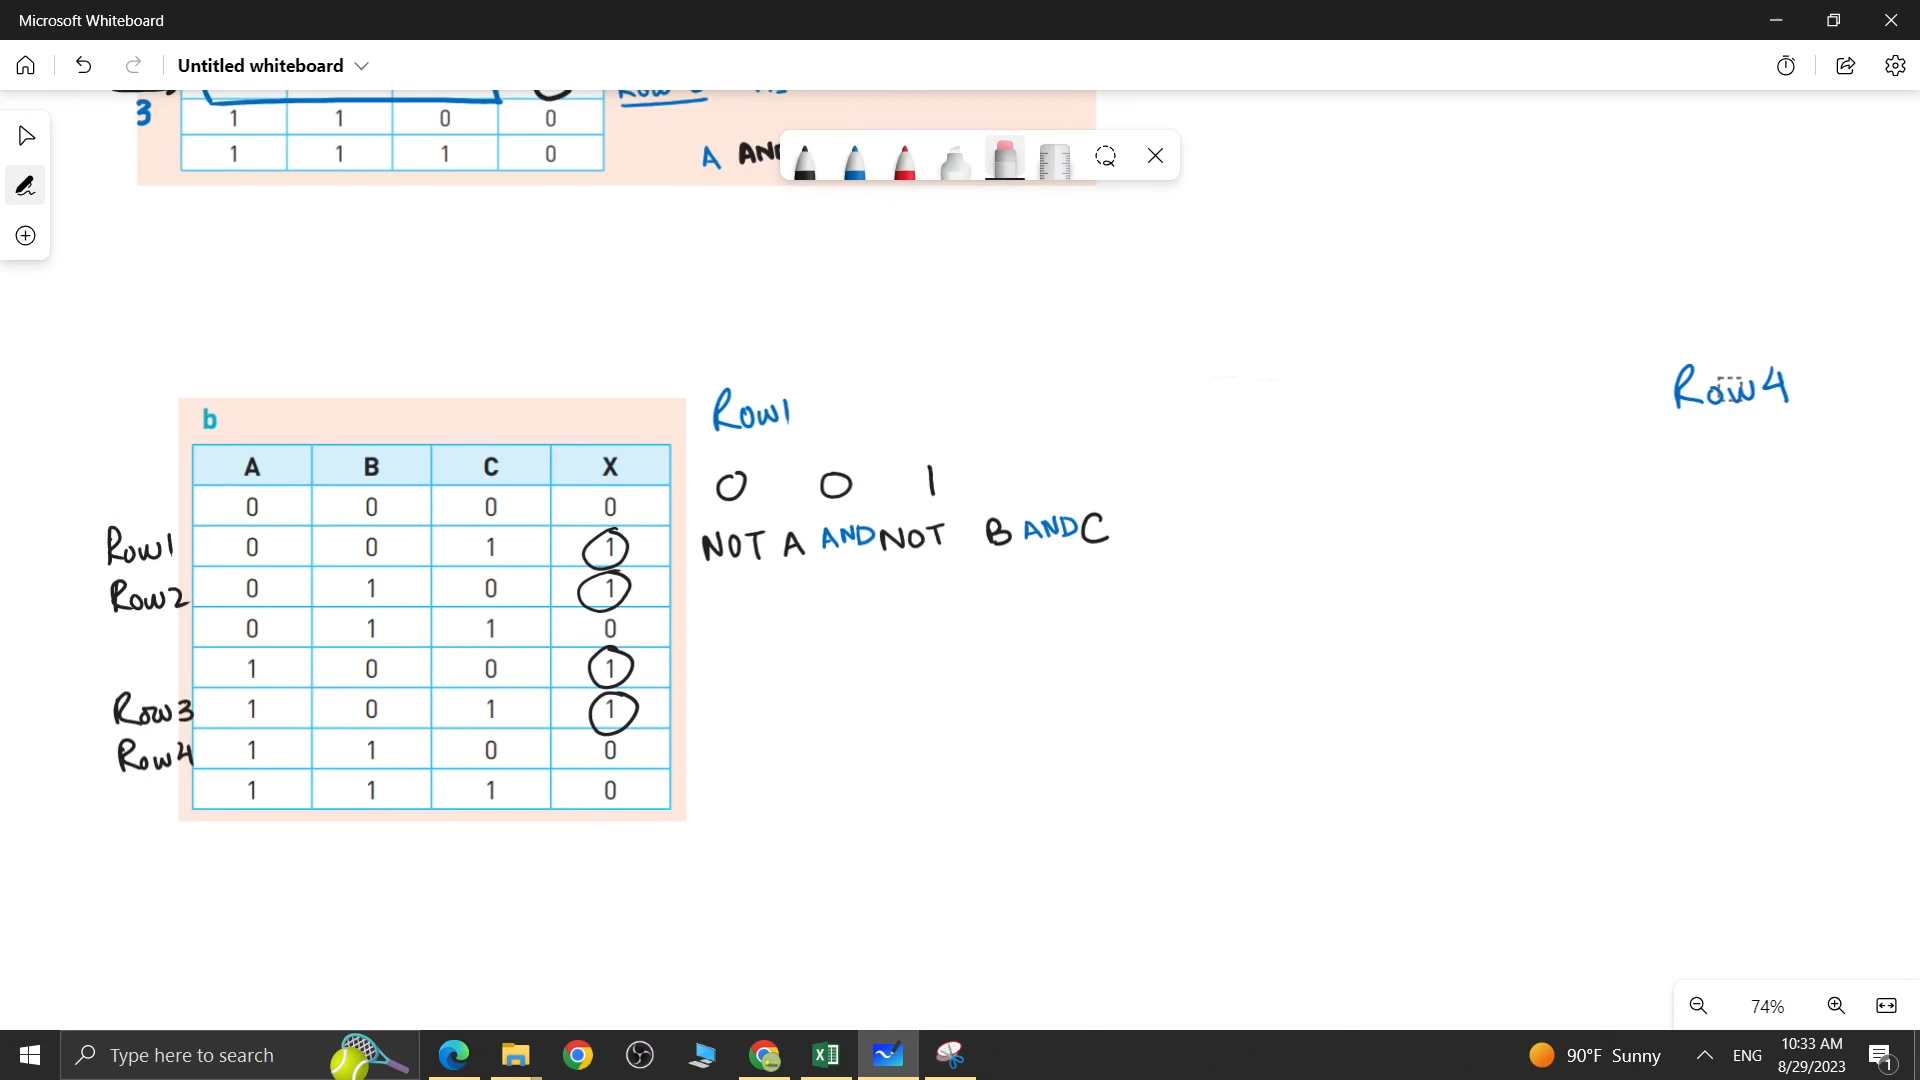 Microsoft Whiteboard
Untitled whiteboard
3
1 1 0 0
1 1 1 0
A AND
Row4
b
Row1
A B C X
0 0 0 0
0 0 1
Row1 0 0 1 1
NOT A AND NOT B AND C
Row2 0 1 0 1
0 1 1 0
1 0 0 1
Row3 1 0 1 1
Row4 1 1 0 0
1 1 1 0
74%
Type here to search
90°F Sunny
ENG
10:33 AM
8/29/2023
1